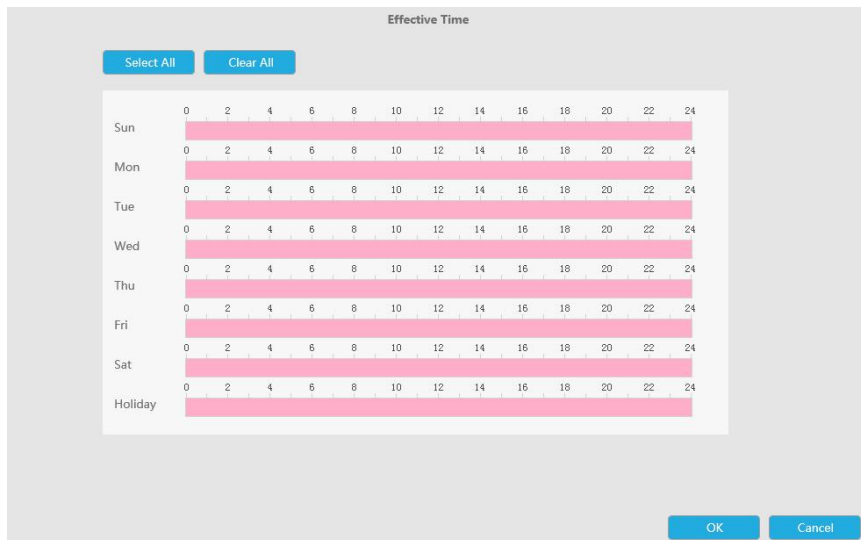 Effective Time
Select All Clear All
0 2 4 6 8 10 12 14 16 18 20 22 24
Sun
0 2 4 6 8 10 12 14 16 18 20 22 24
Mon
0 2 4 6 8 10 12 14 16 18 20 22 24
Tue
0 2 4 6 8 10 12 14 16 18 20 22 24
Wed
0 2 4 6 8 10 12 14 16 18 20 22 24
Thu
0 2 4 6 8 10 12 14 16 18 20 22 24
Fri
0 2 4 6 8 10 12 14 16 18 20 22 24
Sat
0 2 4 6 8 10 12 14 16 18 20 22 24
Holiday
OK Cancel